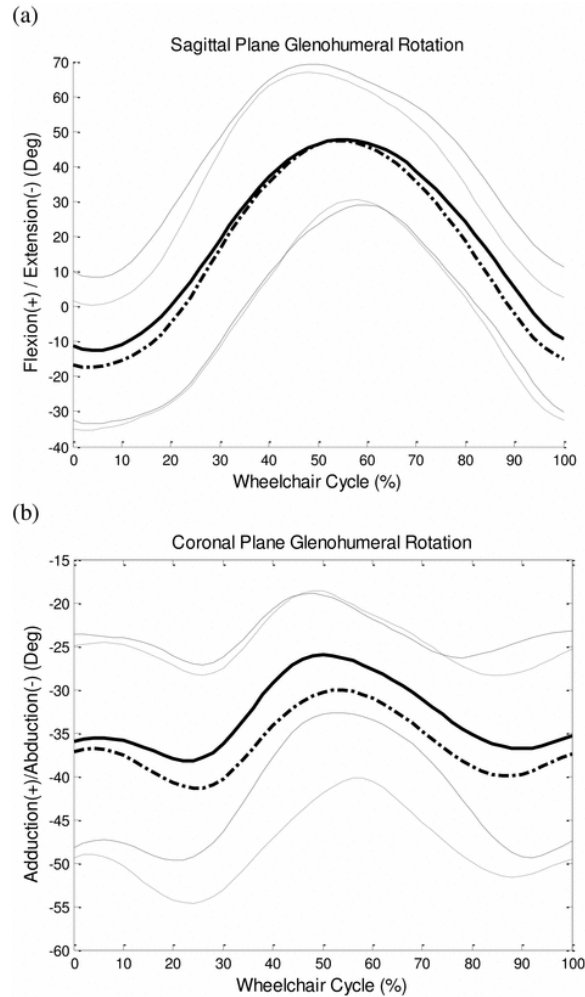 (a)
Sagittal Plane Glenohumeral Rotation
Flexion(+) / Extension(-) (Deg)
70
60
50
40
30
20
10
0
-10
-20
-30
-40
0 10 20 30 40 50 60 70 80 90 100
Wheelchair Cycle (%)
(b)
Coronal Plane Glenohumeral Rotation
Adduction(+)/Abduction(-) (Deg)
-15
-20
-25
-30
-35
-40
-45
-50
-55
-60
0 10 20 30 40 50 60 70 80 90 100
Wheelchair Cycle (%)